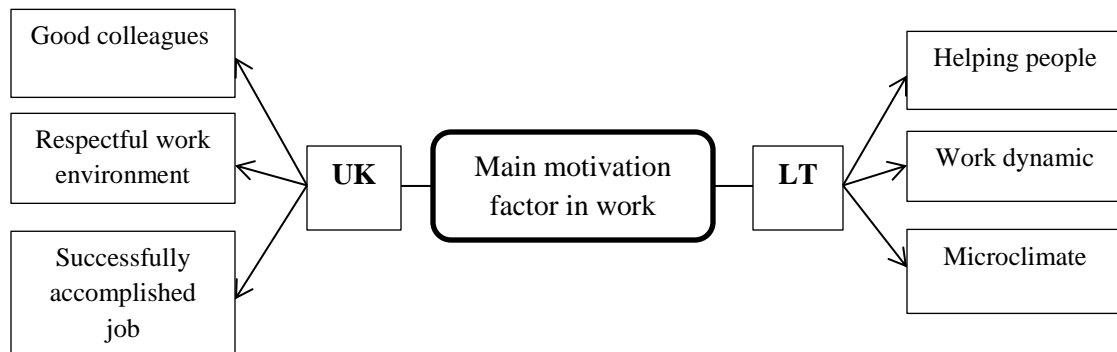 Good colleagues
Respectful work
environment
Successfully
accomplished
job
UK
Main motivation
factor in work
LT
Helping people
Work dynamic
Microclimate